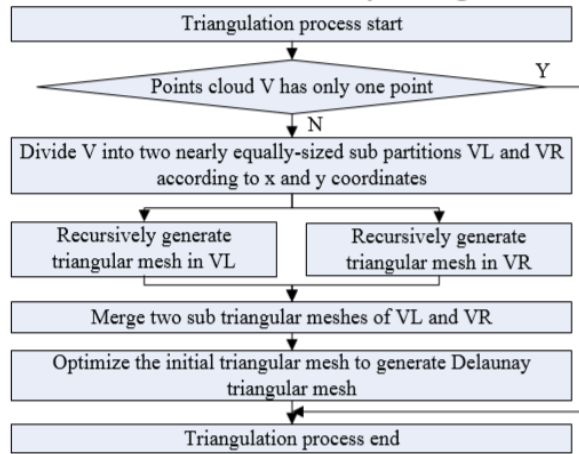 Triangulation process start
Points cloud V has only one point
Y
N
Divide V into two nearly equally-sized sub partitions VL and VR
according to x and y coordinates
Recursively generate
triangular mesh in VL
Recursively generate
triangular mesh in VR
Merge two sub triangular meshes of VL and VR
Optimize the initial triangular mesh to generate Delaunay
triangular mesh
Triangulation process end